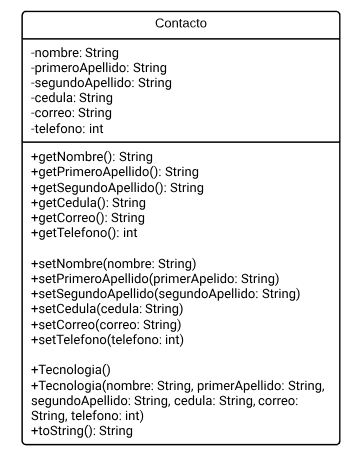 Contacto
-nombre: String
-primeroApellido: String
-segundoApellido: String
-cedula: String
-correo: String
-telefono: int
+getNombre(): String
+getPrimeroApellido(): String
+getSegundoApellido(): String
+getCedula(): String
+getCorreo(): String
+getTelefono(): int
+setNombre(nombre: String)
+setPrimeroApellido(primerApelido: String)
+setSegundoApellido(segundoApellido: String)
+setCedula(cedula: String)
+setCorreo(correo: String)
+setTelefono(telefono: int)
+Tecnologia()
+Tecnologia(nombre: String, primerApellido: String,
segundoApellido: String, cedula: String, correo:
String, telefono: int)
+toString(): String